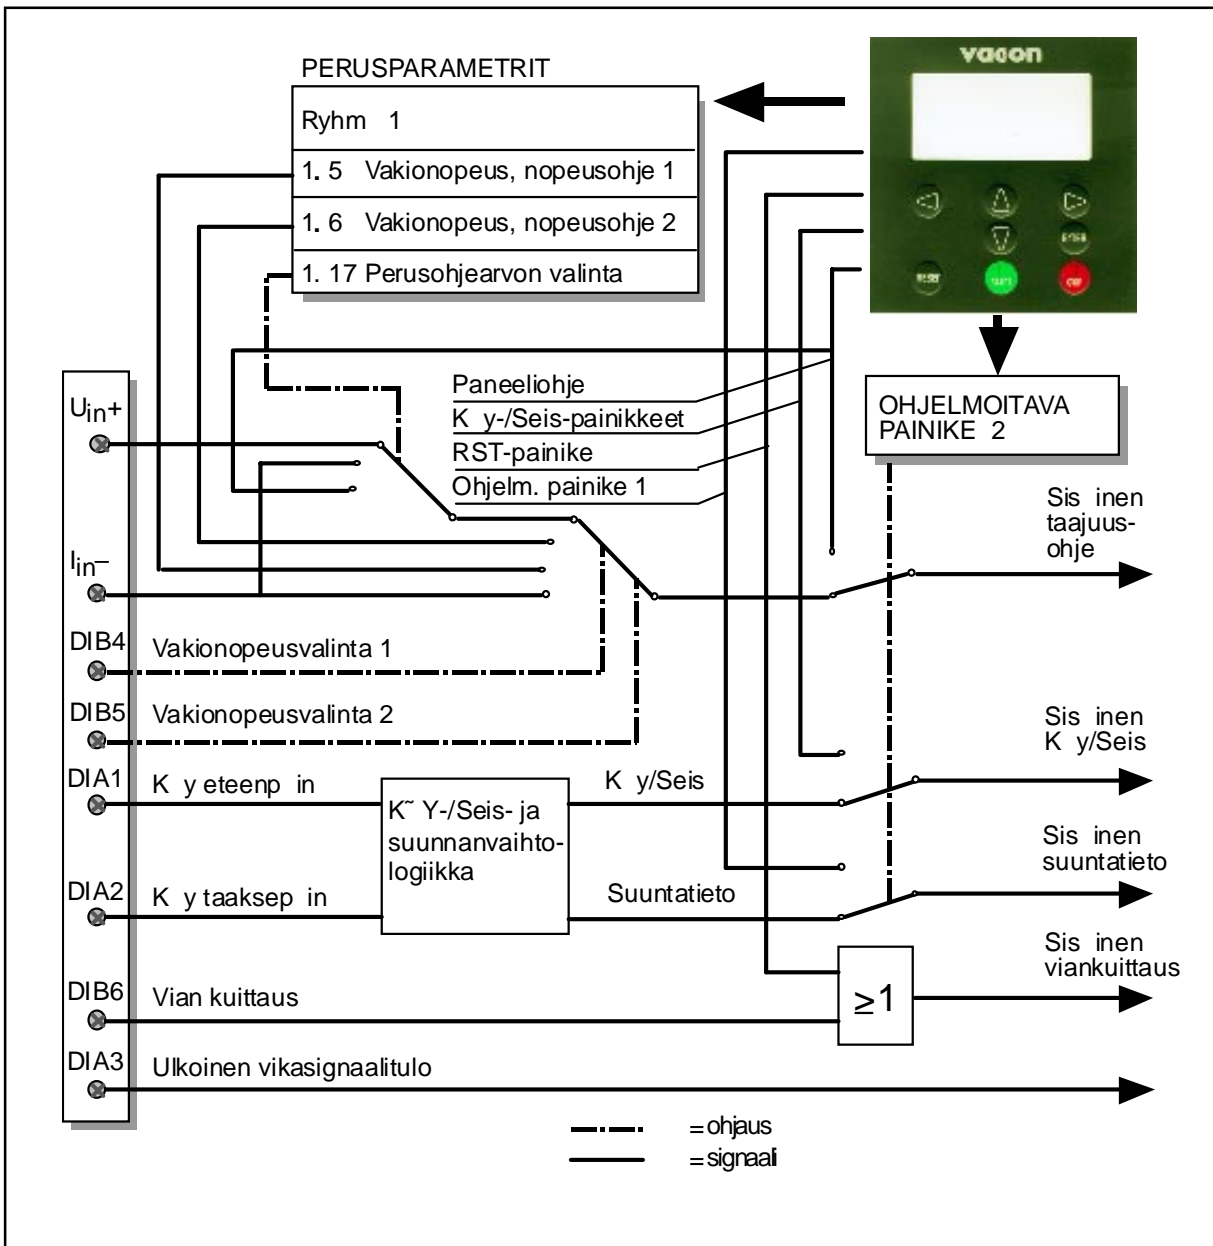 vacon
PERUSPARAMETRIT
Ryhm 1
1. 5 Vakionopeus, nopeusohje 1
1. 6 Vakionopeus, nopeusohje 2
1. 17 Perusohjearvon valinta
RESET
ENTER
Paneeliohje
K y-/Seis-painikkeet
RST-painike
Ohjelm. painike 1
OHJELMOITAVA
PAINIKE 2
Uin+
Iin−
Sis inen
taajuus-
ohje
DIB4
Vakionopeusvalinta 1
DIB5
Vakionopeusvalinta 2
Sis inen
K y/Seis
DIA1
K y eteenp in
K˜ Y-/Seis- ja
suunnanvaihto-
logiikka
K y/Seis
Sis inen
suuntatieto
DIA2
K y taaksep in
Suuntatieto
Sis inen
viankuittaus
DIB6
Vian kuittaus
≥1
DIA3
Ulkoinen vikasignaalitulo
=ohjaus
=signaali